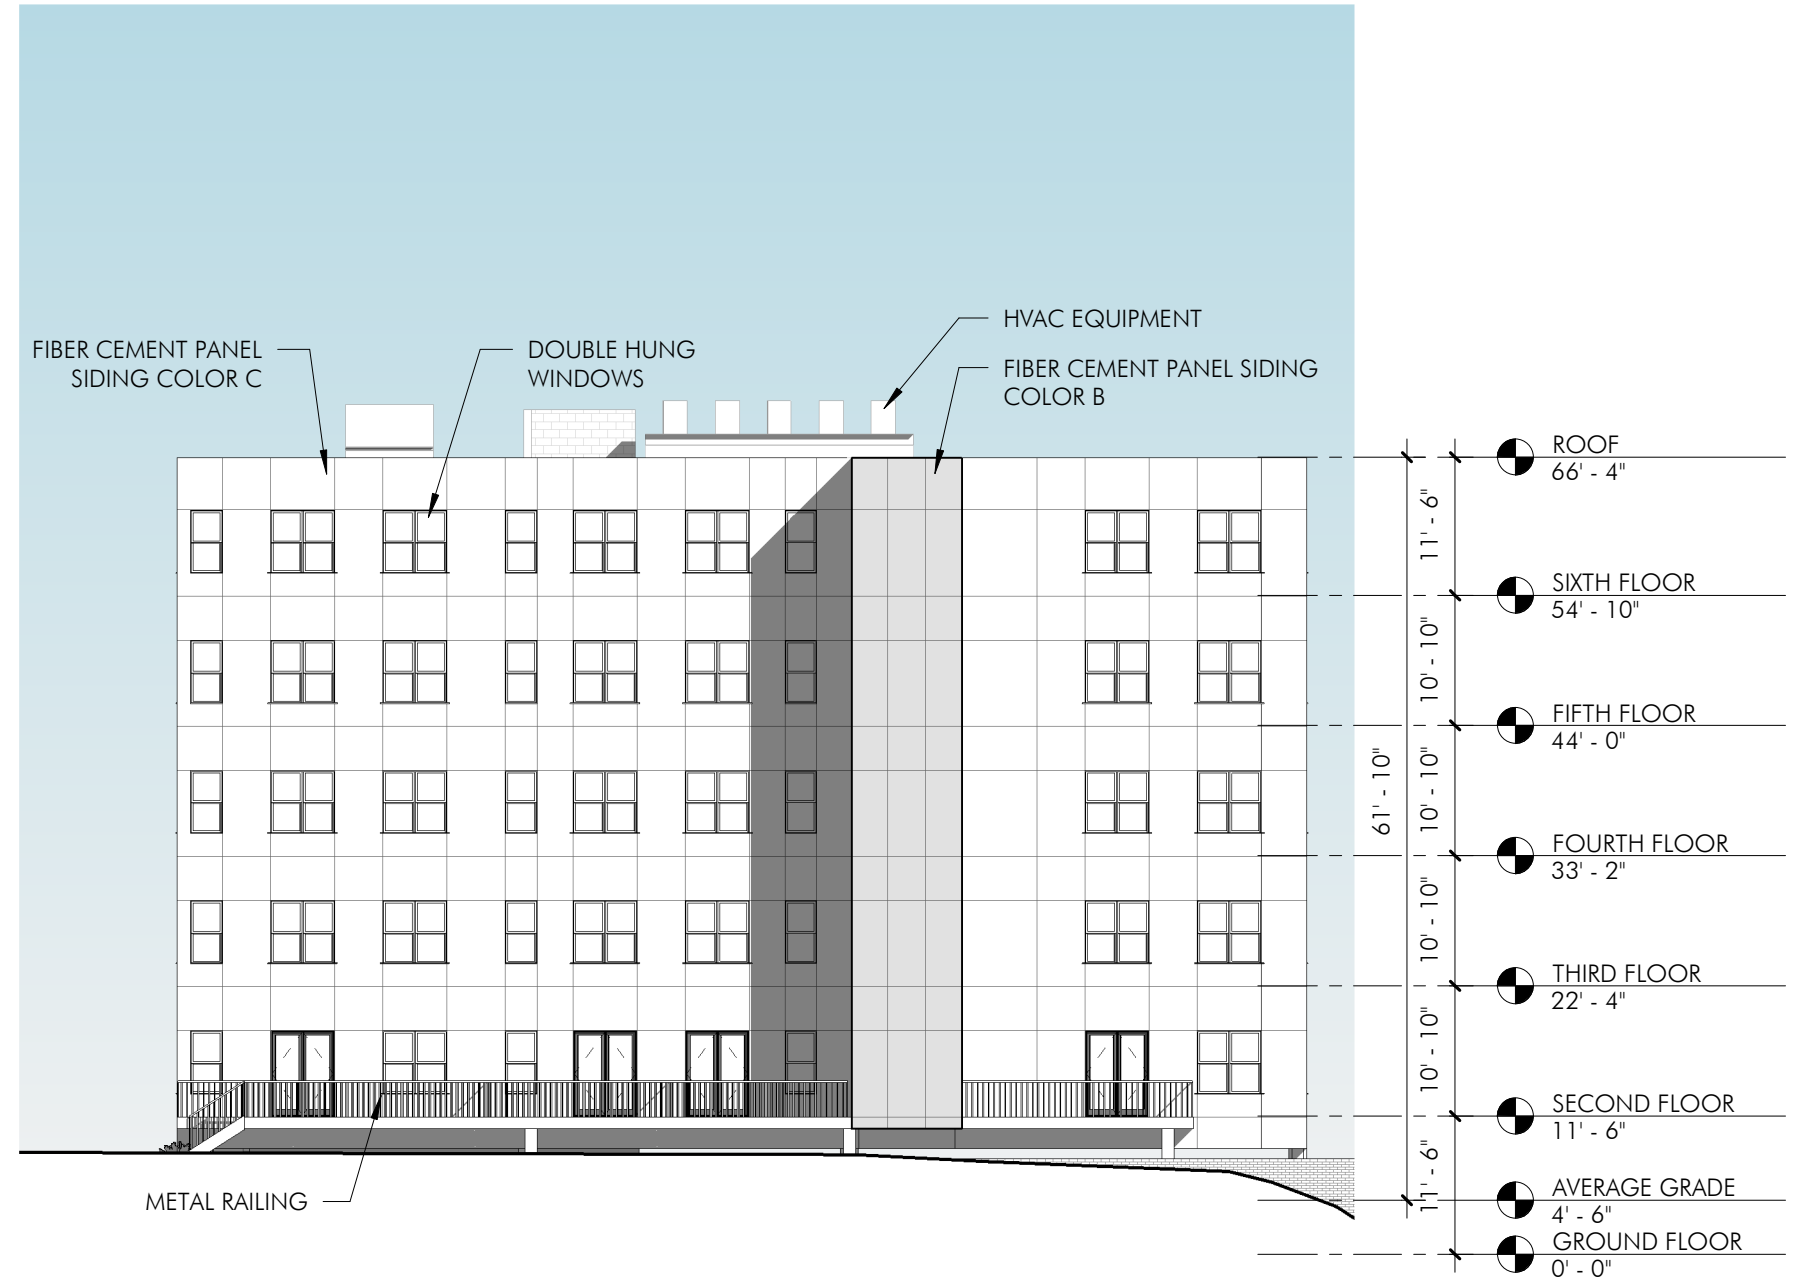 HVAC EQUIPMENT
FIBER CEMENT PANEL
SIDING COLOR C
DOUBLE HUNG
WINDOWS
FIBER CEMENT PANEL SIDING
COLOR B
ROOF
66' - 4"
11' - 6"
SIXTH FLOOR
54' - 10"
10' - 10"
FIFTH FLOOR
44' - 0"
61' - 10"
10' - 10"
FOURTH FLOOR
33' - 2"
10' - 10"
THIRD FLOOR
22' - 4"
10' - 10"
SECOND FLOOR
11' - 6"
11' - 6"
METAL RAILING
AVERAGE GRADE
4' - 6"
GROUND FLOOR
0' - 0"